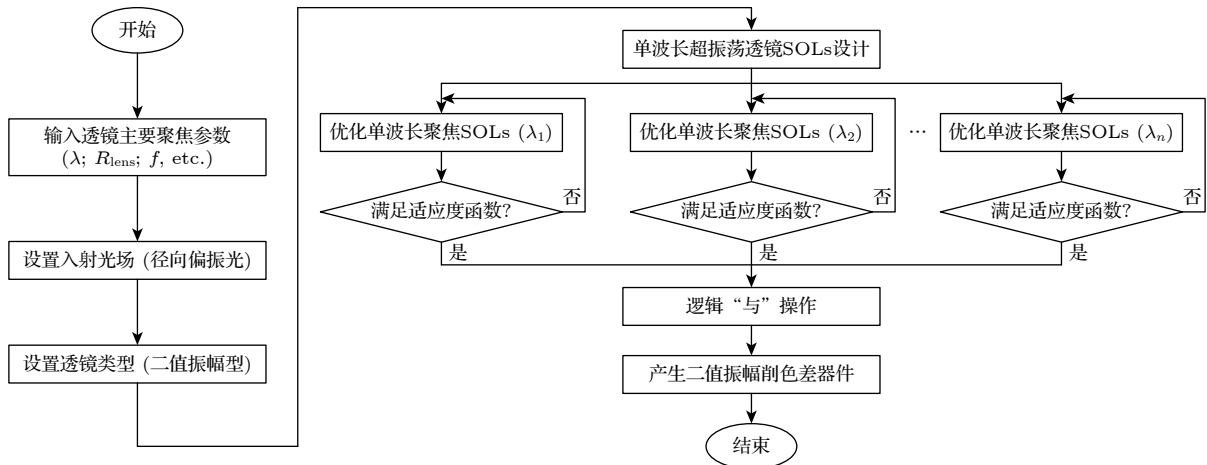 开始
输入透镜主要聚焦参数
(λ; R_lens; f, etc.)
设置入射光场 (径向偏振光)
设置透镜类型 (二值振幅型)
单波长超振荡透镜SOLs设计
优化单波长聚焦SOLs (λ₁)
优化单波长聚焦SOLs (λ₂)
···
优化单波长聚焦SOLs (λₙ)
满足适应度函数?
否
是
满足适应度函数?
否
是
满足适应度函数?
否
是
逻辑“与”操作
产生二值振幅削色差器件
结束